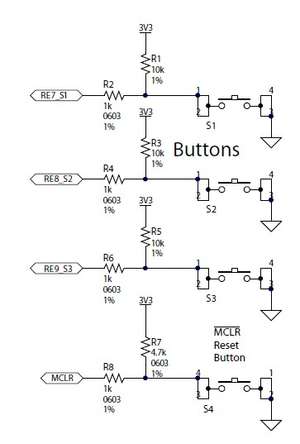 3V3
R1
10k
1%
R2
RE7_S1
1k
0603
1%
1
2
4
3
S1
3V3
R3
10k
1%
Buttons
R4
RE8_S2
1k
0603
1%
1
2
4
3
S2
3V3
R5
10k
1%
R6
RE9_S3
1k
0603
1%
1
2
4
3
S3
3V3
R7
4.7k
0603
1%
MCLR
Reset
Button
R8
MCLR
1k
0603
1%
4
3
1
2
S4